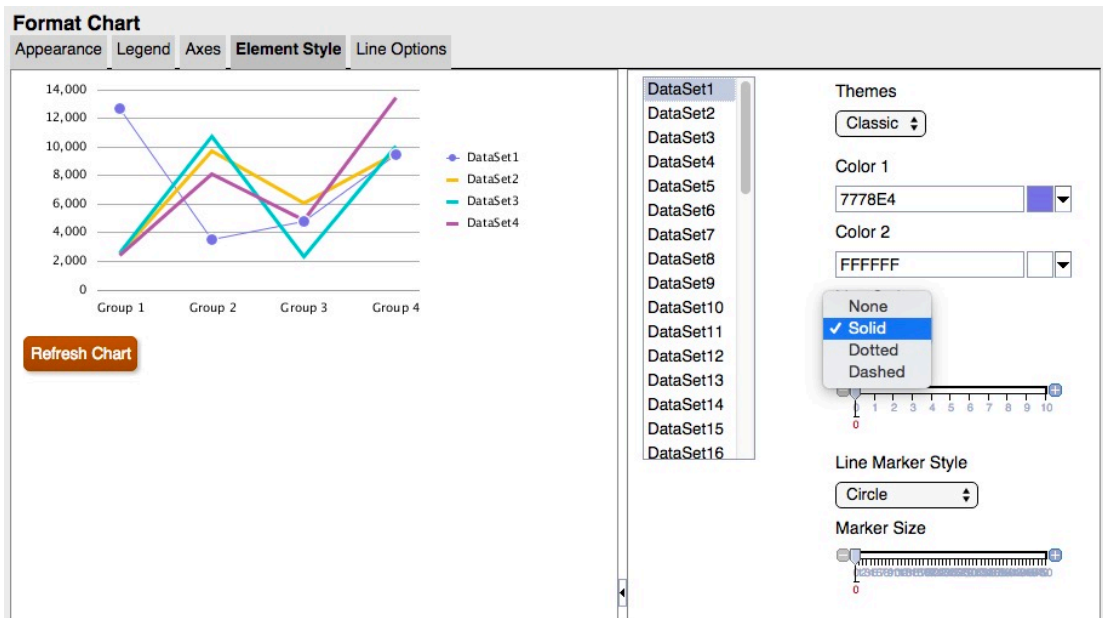 Format Chart
Appearance Legend Axes Element Style Line Options
14,000
12,000
10,000
8,000
6,000
4,000
2,000
0
Group 1 Group 2 Group 3 Group 4
DataSet1
DataSet2
DataSet3
DataSet4
Refresh Chart
DataSet1
DataSet2
DataSet3
DataSet4
DataSet5
DataSet6
DataSet7
DataSet8
DataSet9
DataSet10
DataSet11
DataSet12
DataSet13
DataSet14
DataSet15
DataSet16
Themes
Classic
Color 1
7778E4
Color 2
FFFFFF
None
✓ Solid
Dotted
Dashed
0 1 2 3 4 5 6 7 8 9 10
0
Line Marker Style
Circle
Marker Size
0